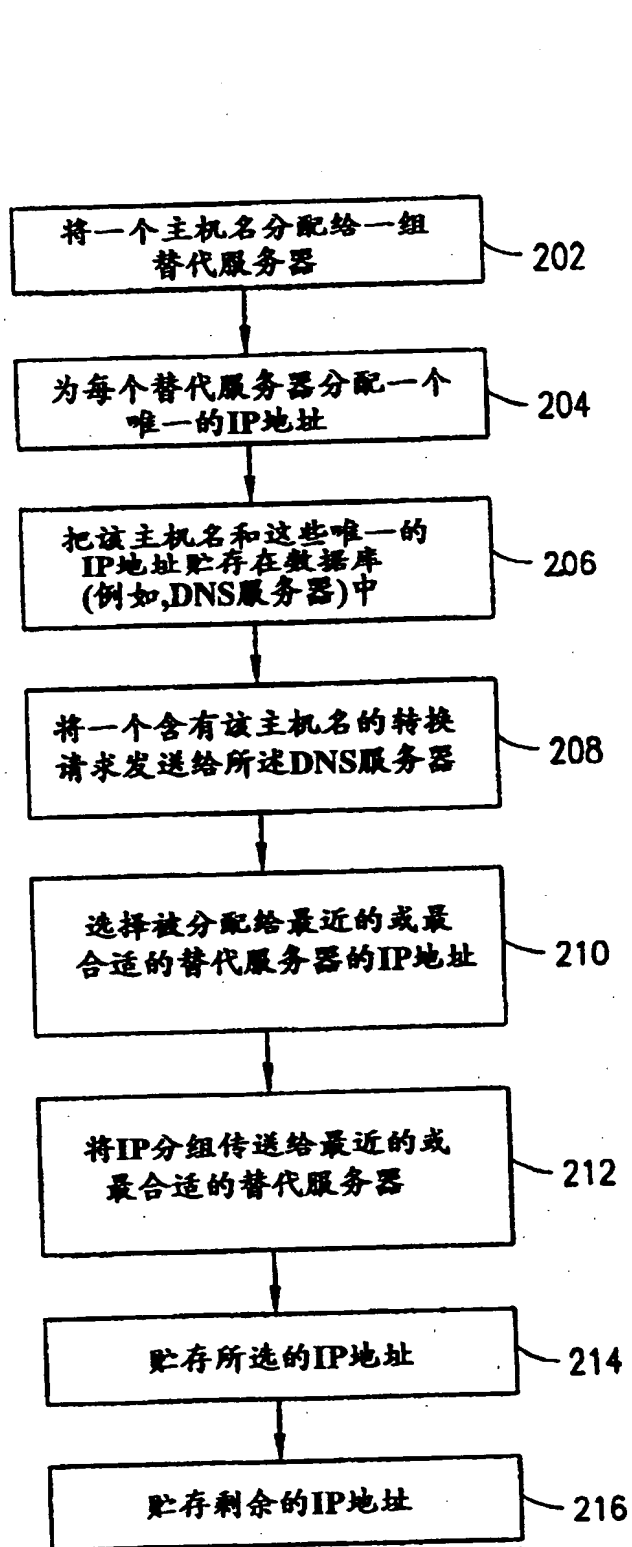 将一个主机名分配给一组
替代服务器
202
为每个替代服务器分配一个
唯一的IP地址
204
把该主机名和这些唯一的
IP地址贮存在数据库
(例如,DNS服务器)中
206
将一个含有该主机名的转换
请求发送给所述DNS服务器
208
选择被分配给最近的或最
合适的替代服务器的IP地址
210
将IP分组传送给最近的或
最合适的替代服务器
212
贮存所选的IP地址
214
贮存剩余的IP地址
216